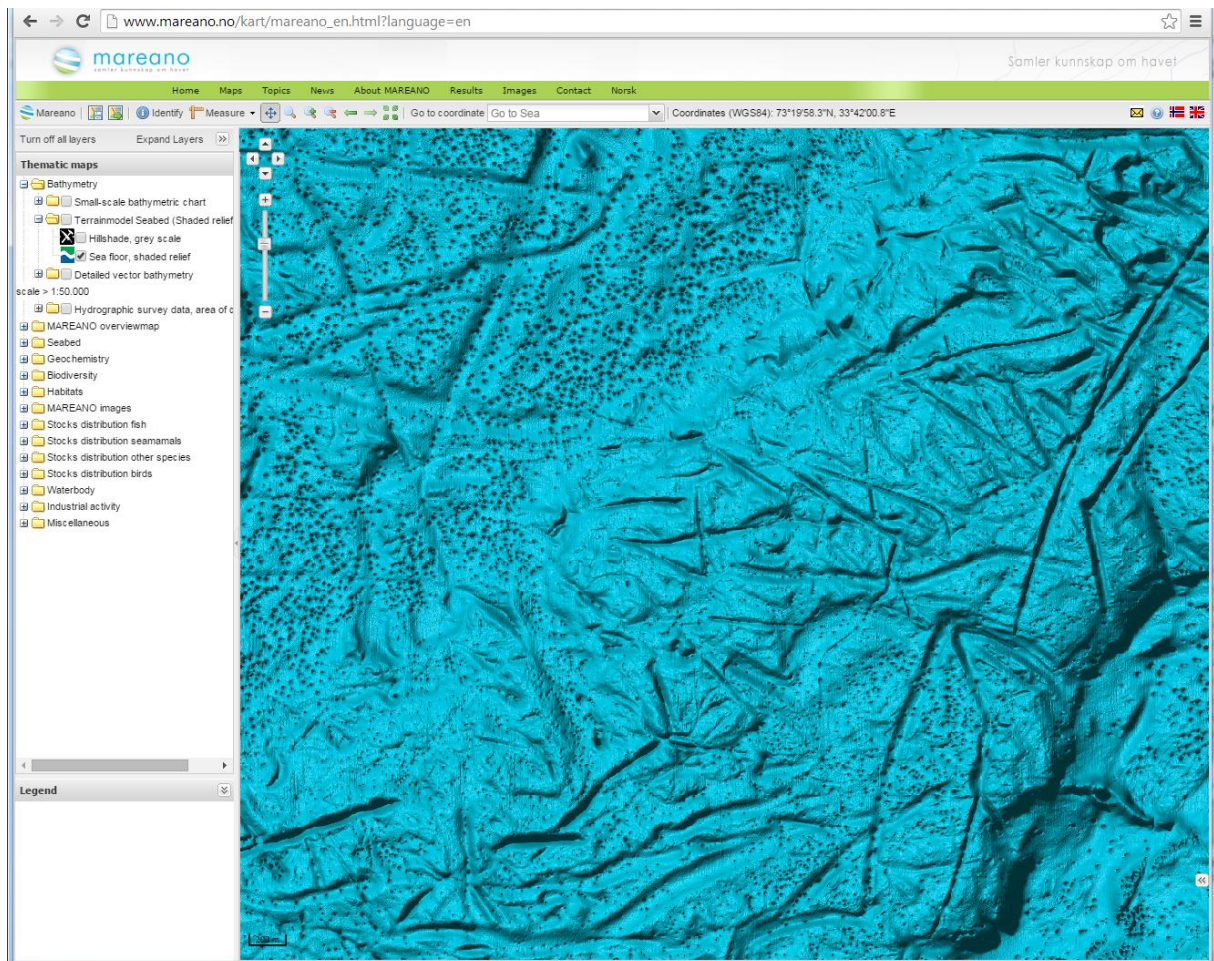 www.mareano.no/kart/mareano_en.html?language=en
mareano
samler kunnskap om havet
Samler kunnskap om havet
Home Maps Topics News About MAREANO Results Images Contact Norsk
Mareano Identify Measure Go to coordinate Go to Sea Coordinates (WGS84): 73°19'58.3"N, 33°42'00.8"E
Turn off all layers Expand Layers
Thematic maps
Bathymetry
Small-scale bathymetric chart
Terrainmodel Seabed (Shaded relief
Hillshade, grey scale
Sea floor, shaded relief
Detailed vector bathymetry
scale > 1:50.000
Hydrographic survey data, area of c
MAREANO overviewmap
Seabed
Geochemistry
Biodiversity
Habitats
MAREANO images
Stocks distribution fish
Stocks distribution seamamals
Stocks distribution other species
Stocks distribution birds
Waterbody
Industrial activity
Miscellaneous
Legend